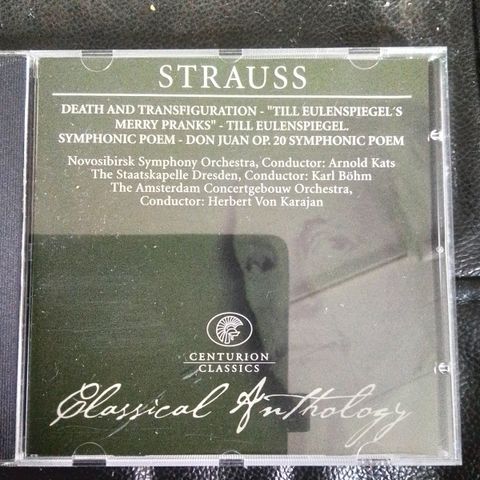 STRAUSS
DEATH AND TRANSFIGURATION - "TILL EULENSPIEGEL´S
MERRY PRANKS" - TILL EULENSPIEGEL.
SYMPHONIC POEM - DON JUAN OP. 20 SYMPHONIC POEM
Novosibirsk Symphony Orchestra, Conductor: Arnold Kats
The Staatskapelle Dresden, Conductor: Karl Böhm
The Amsterdam Concertgebouw Orchestra,
Conductor: Herbert Von Karajan
CENTURION
CLASSICS
Classical Anthology